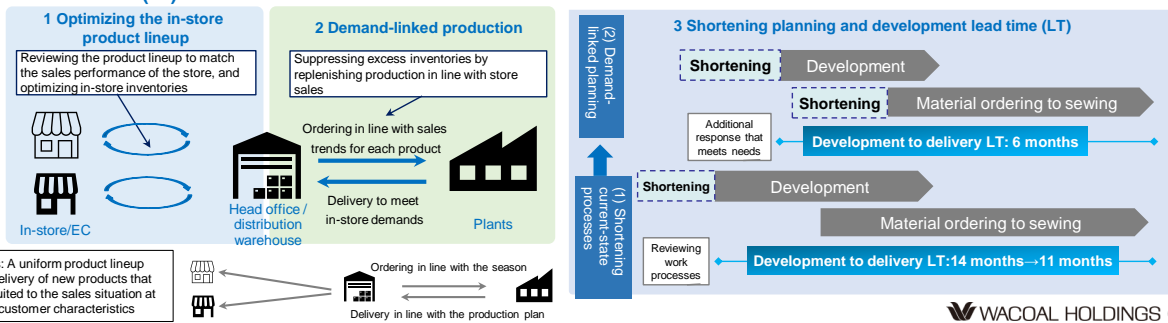 1 Optimizing the in-store
product lineup
Reviewing the product lineup to match
the sales performance of the store, and
optimizing in-store inventories
In-store/EC
2 Demand-linked production
Suppressing excess inventories by
replenishing production in line with store
sales
Ordering in line with sales
trends for each product
Delivery to meet
in-store demands
Head office /
distribution
warehouse
Plants
: A uniform product lineup
elivery of new products that
uited to the sales situation at
customer characteristics
Ordering in line with the season
Delivery in line with the production plan
3 Shortening planning and development lead time (LT)
(2) Demand-
linked planning
Shortening
Development
Shortening
Material ordering to sewing
Additional
response that
meets needs
Development to delivery LT: 6 months
(1) Shortening
current-state
processes
Shortening
Development
Material ordering to sewing
Reviewing
work
processes
Development to delivery LT:14 months→11 months
WACOAL HOLDINGS